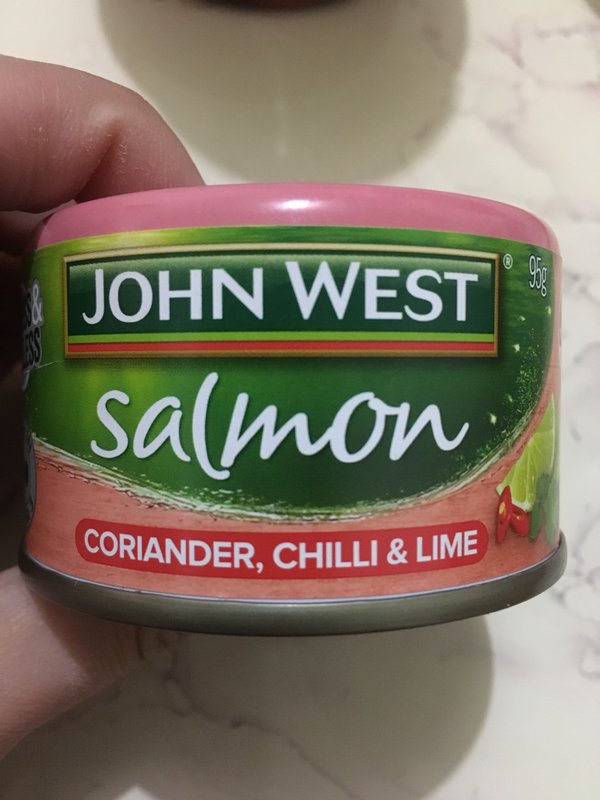 JOHN WEST ®
95g
salmon
CORIANDER, CHILLI & LIME